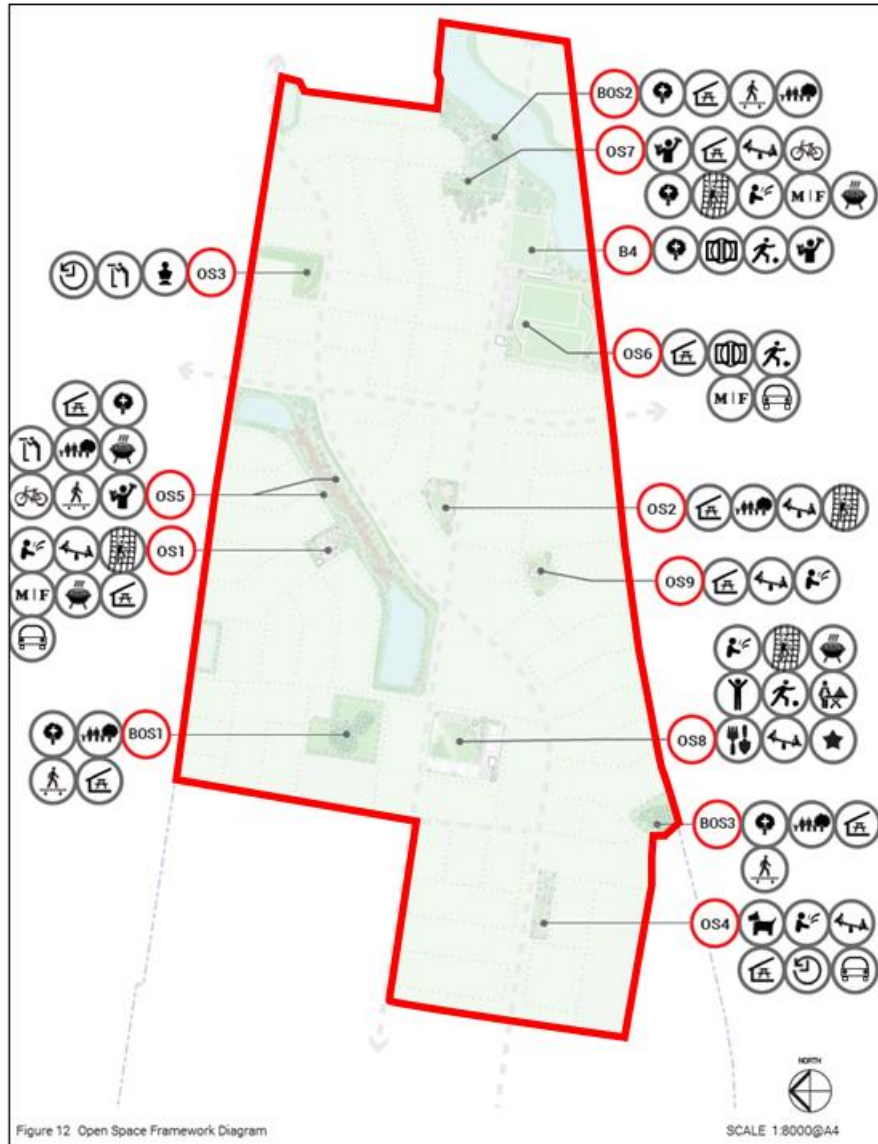 BOS2
OS7
M|F
B4
OS3
OS6
M|F
OS5
OS2
OS1
OS9
M|F
BOS1
OS8
BOS3
OS4
NORTH
Figure 12 Open Space Framework Diagram
SCALE 1:8000@A4